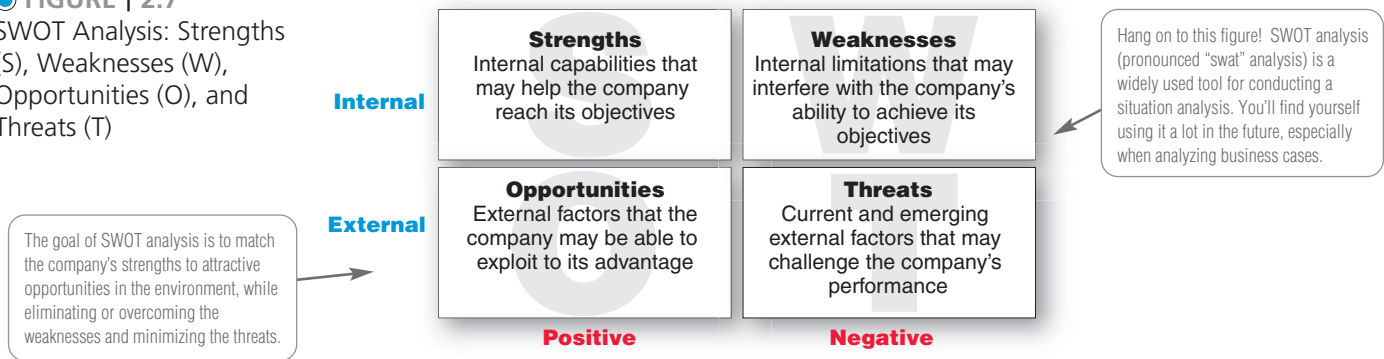 FIGURE | 2.7
SWOT Analysis: Strengths
(S), Weaknesses (W),
Opportunities (O), and
Threats (T)
Internal
Strengths
Internal capabilities that
may help the company
reach its objectives
Weaknesses
Internal limitations that may
interfere with the company's
ability to achieve its
objectives
Hang on to this figure! SWOT analysis
(pronounced “swat” analysis) is a
widely used tool for conducting a
situation analysis. You'll find yourself
using it a lot in the future, especially
when analyzing business cases.
External
Opportunities
External factors that the
company may be able to
exploit to its advantage
Threats
Current and emerging
external factors that may
challenge the company's
performance
The goal of SWOT analysis is to match
the company's strengths to attractive
opportunities in the environment, while
eliminating or overcoming the
weaknesses and minimizing the threats.
Positive
Negative
S
W
O
T